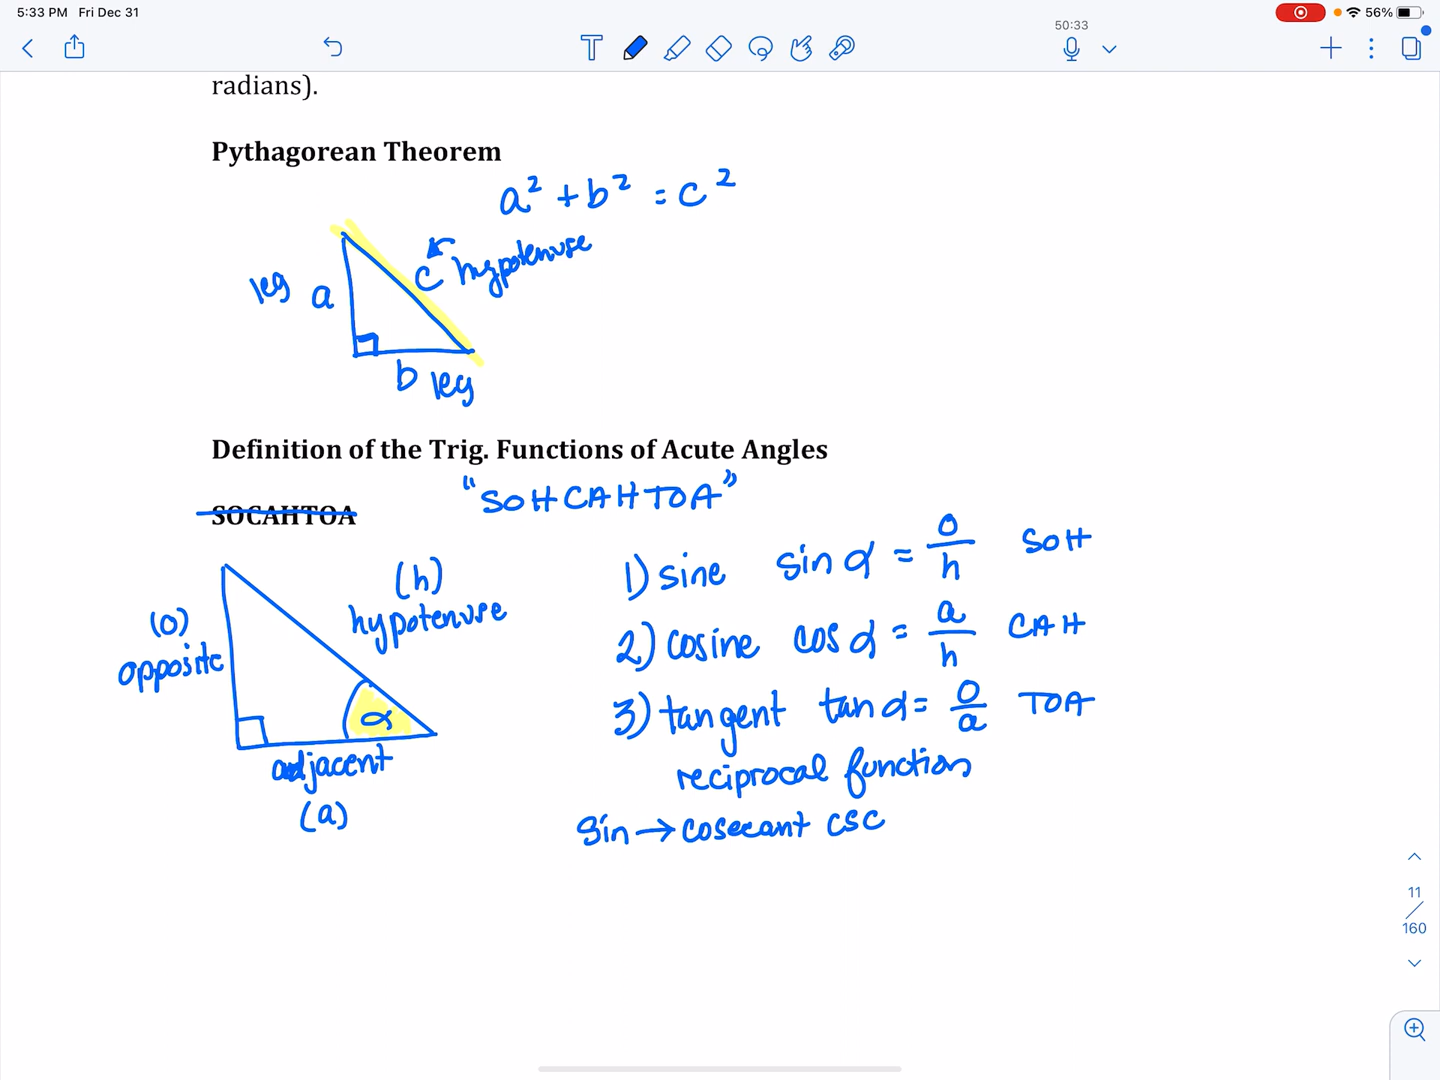 5:33 PM Fri Dec 31
56%
50:33
radians).
Pythagorean Theorem
a² + b² = c²
leg a
c hypotenuse
b leg
Definition of the Trig. Functions of Acute Angles
"SOHCAHTOA"
SOCAHTOA
(h)
hypotenuse
(o)
opposite
α
adjacent
(a)
1) sine sin α = o/h SOH
2) cosine cos α = a/h CAH
3) tangent tan α = o/a TOA
reciprocal function
sin → cosecant csc
11
/
160